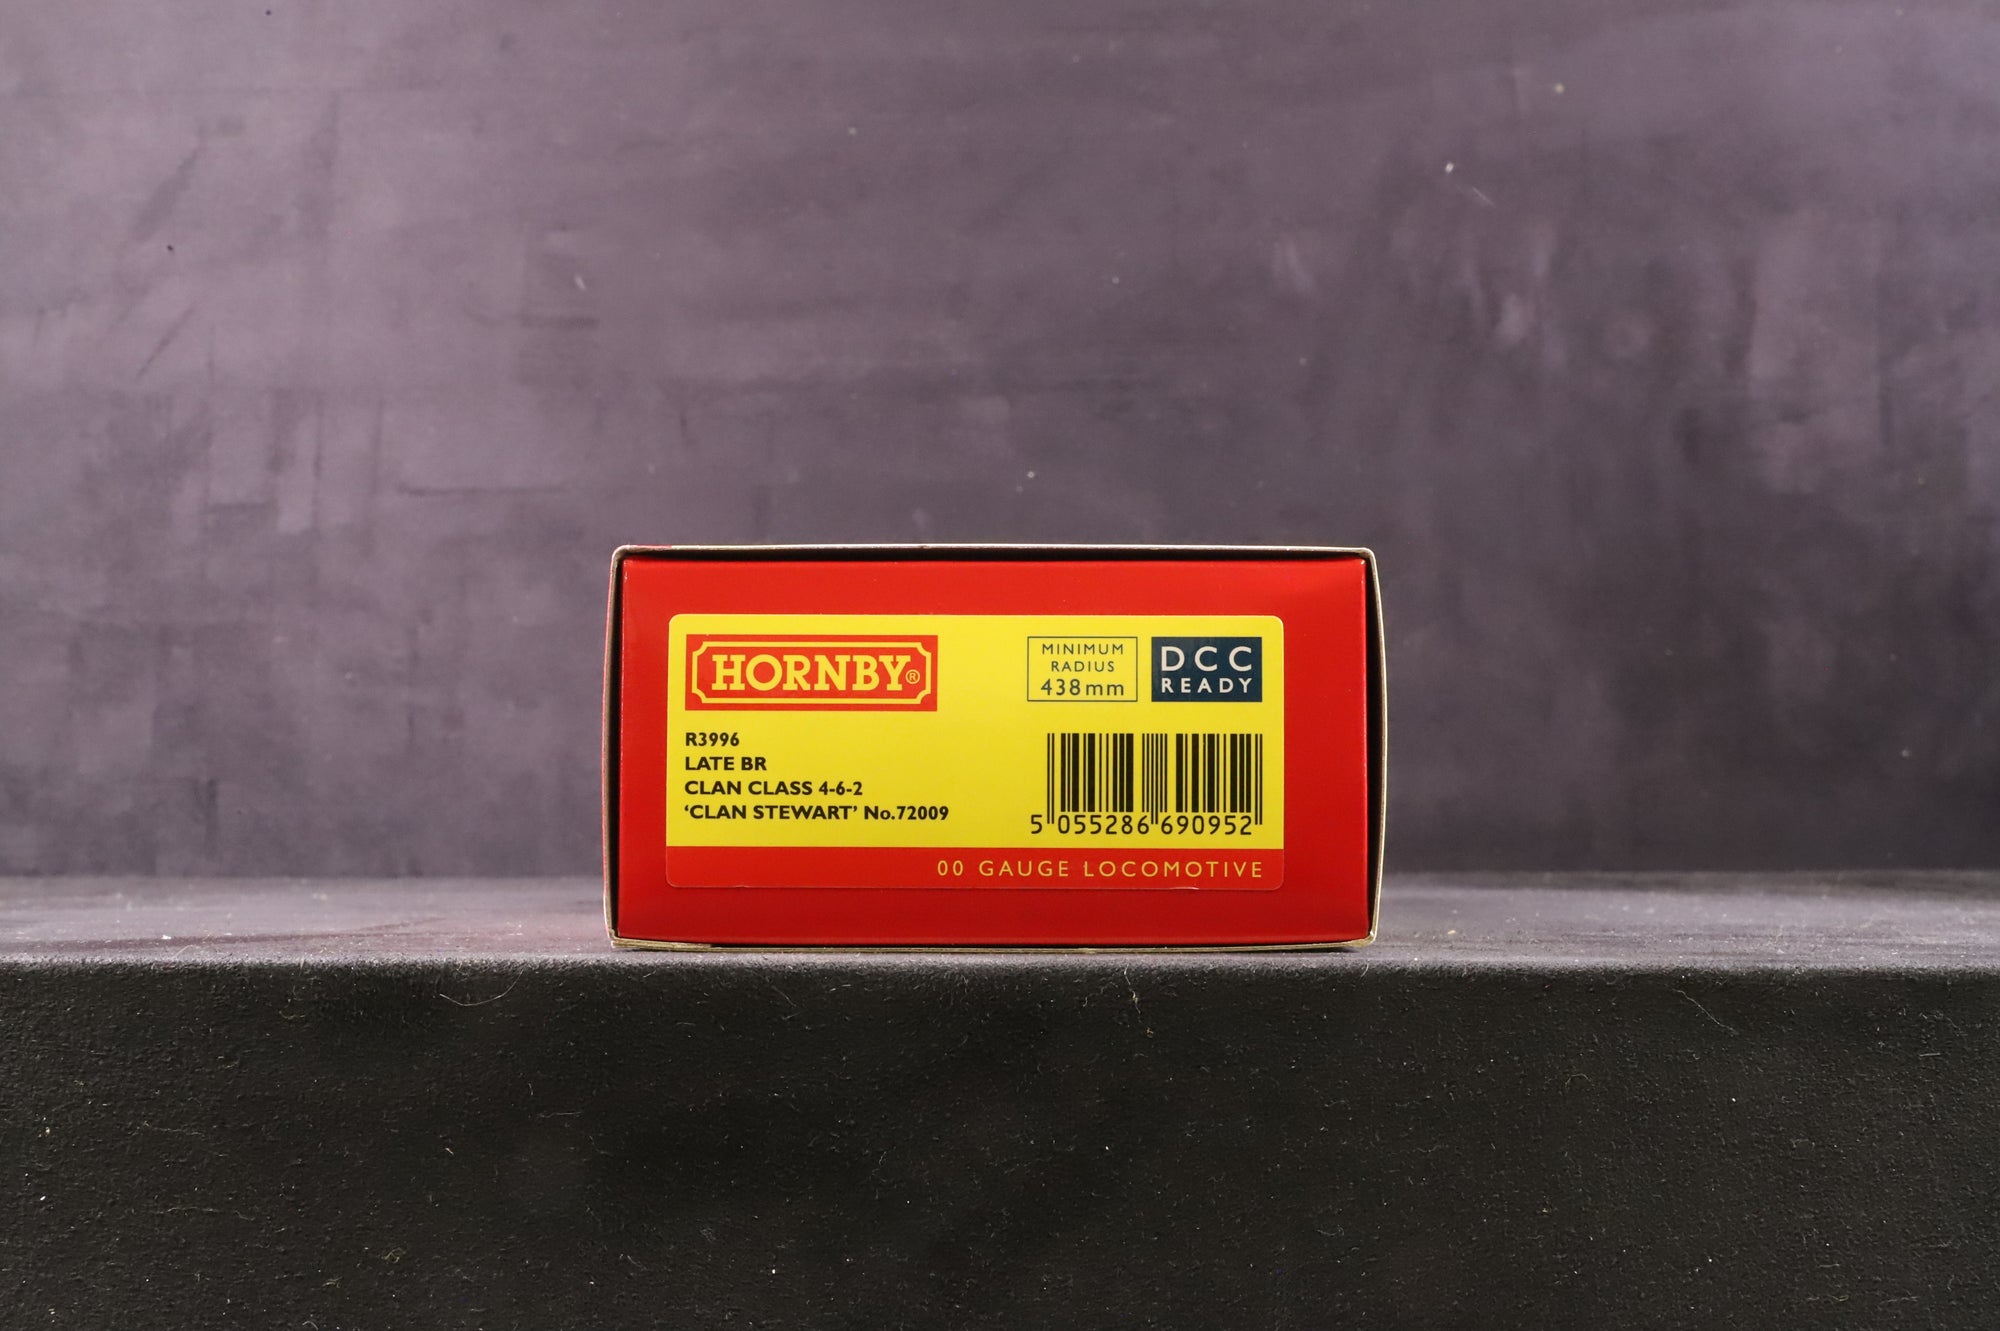 HORNBY®
MINIMUM
RADIUS
438mm
DCC
READY
R3996
LATE BR
CLAN CLASS 4-6-2
‘CLAN STEWART’ No.72009
5 055286 690952
00 GAUGE LOCOMOTIVE